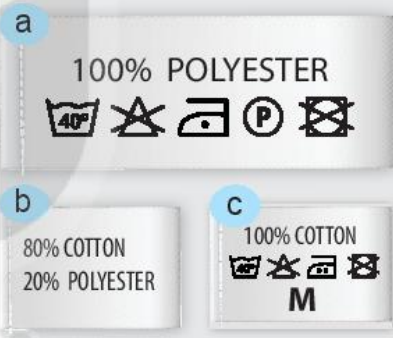 a
100% POLYESTER
40° P
b
80% COTTON
20% POLYESTER
c
100% COTTON
40°
M